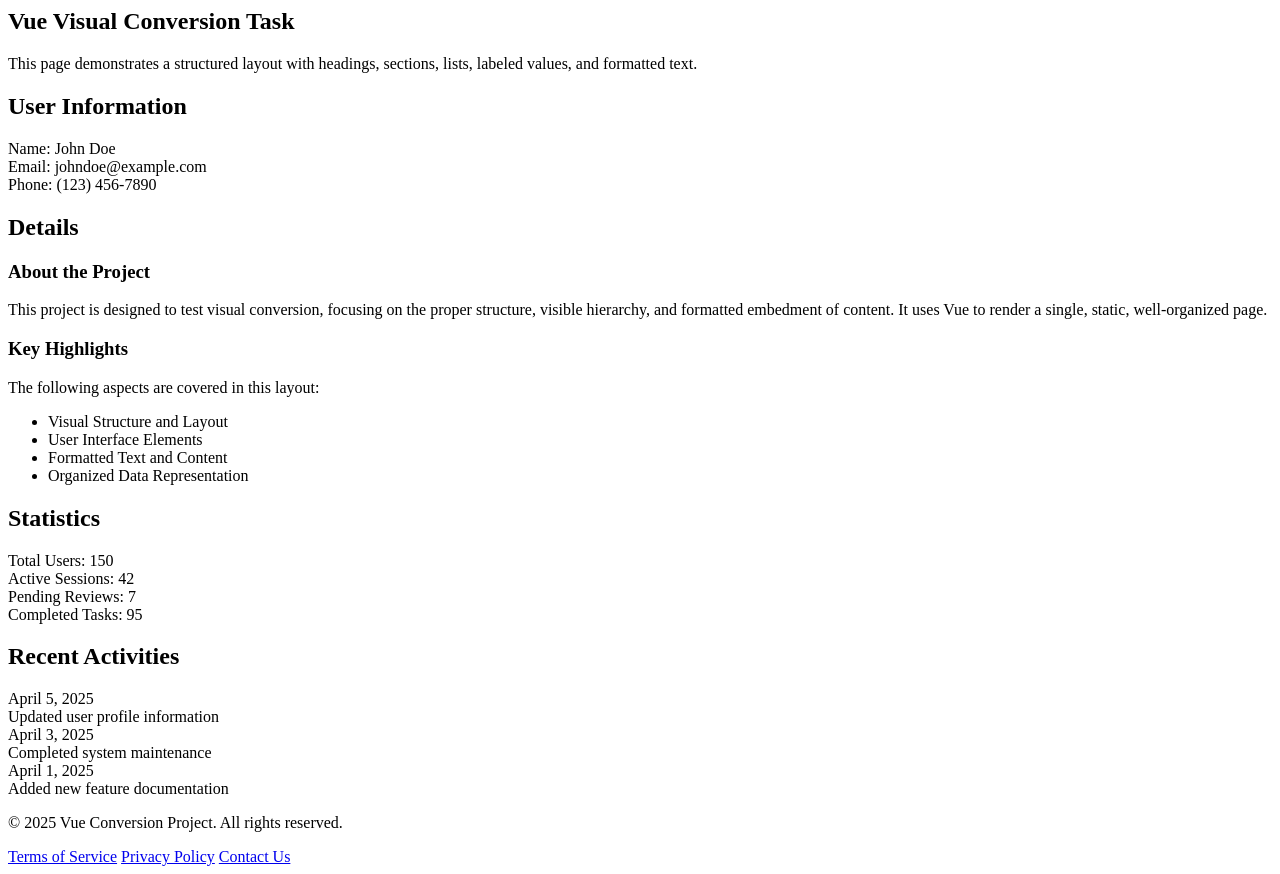 Vue Visual Conversion Task
This page demonstrates a structured layout with headings, sections, lists, labeled values, and formatted text.
User Information
Name: John Doe
Email: johndoe@example.com
Phone: (123) 456-7890
Details
About the Project
This project is designed to test visual conversion, focusing on the proper structure, visible hierarchy, and formatted embedment of content. It uses Vue to render a single, static, well-organized page.
Key Highlights
The following aspects are covered in this layout:
• Visual Structure and Layout
• User Interface Elements
• Formatted Text and Content
• Organized Data Representation
Statistics
Total Users: 150
Active Sessions: 42
Pending Reviews: 7
Completed Tasks: 95
Recent Activities
April 5, 2025
Updated user profile information
April 3, 2025
Completed system maintenance
April 1, 2025
Added new feature documentation
© 2025 Vue Conversion Project. All rights reserved.
Terms of Service Privacy Policy Contact Us